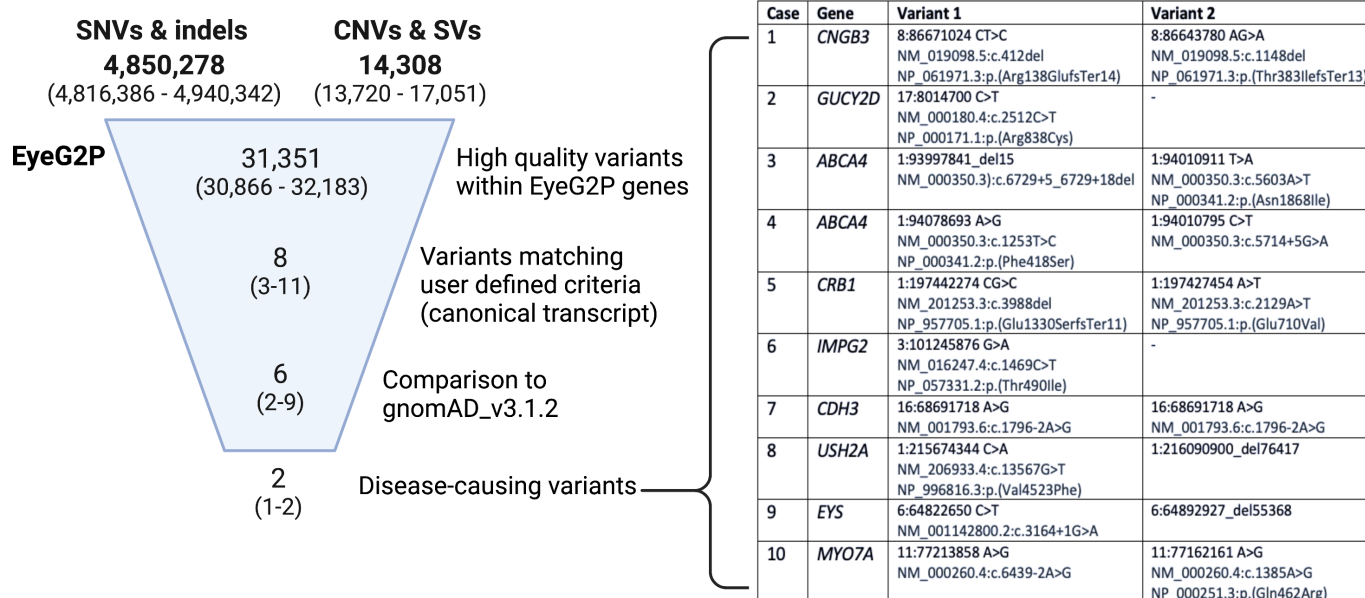 SNVs & indels
4,850,278
(4,816,386 - 4,940,342)
CNVs & SVs
14,308
(13,720 - 17,051)
EyeG2P
31,351
(30,866 - 32,183)
High quality variants
within EyeG2P genes
8
(3-11)
Variants matching
user defined criteria
(canonical transcript)
6
(2-9)
Comparison to
gnomAD_v3.1.2
2
(1-2)
Disease-causing variants
Case Gene Variant 1 Variant 2
1 CNGB3 8:86671024 CT>C 8:86643780 AG>A
NM_019098.5:c.412del NM_019098.5:c.1148del
NP_061971.3:p.(Arg138GlufsTer14) NP_061971.3:p.(Thr383IlefsTer13)
2 GUCY2D 17:8014700 C>T -
NM_000180.4:c.2512C>T
NP_000171.1:p.(Arg838Cys)
3 ABCA4 1:93997841_del15 1:94010911 T>A
NM_000350.3):c.6729+5_6729+18del NM_000350.3:c.5603A>T
NP_000341.2:p.(Asn1868Ile)
4 ABCA4 1:94078693 A>G 1:94010795 C>T
NM_000350.3:c.1253T>C NM_000350.3:c.5714+5G>A
NP_000341.2:p.(Phe418Ser)
5 CRB1 1:197442274 CG>C 1:197427454 A>T
NM_201253.3:c.3988del NM_201253.3:c.2129A>T
NP_957705.1:p.(Glu1330SerfsTer11) NP_957705.1:p.(Glu710Val)
6 IMPG2 3:101245876 G>A -
NM_016247.4:c.1469C>T
NP_057331.2:p.(Thr490Ile)
7 CDH3 16:68691718 A>G 16:68691718 A>G
NM_001793.6:c.1796-2A>G NM_001793.6:c.1796-2A>G
8 USH2A 1:215674344 C>A 1:216090900_del76417
NM_206933.4:c.13567G>T
NP_996816.3:p.(Val4523Phe)
9 EYS 6:64822650 C>T 6:64892927_del55368
NM_001142800.2:c.3164+1G>A
10 MYO7A 11:77213858 A>G 11:77162161 A>G
NM_000260.4:c.6439-2A>G NM_000260.4:c.1385A>G
NP_000251.3:p.(Gln462Arg)